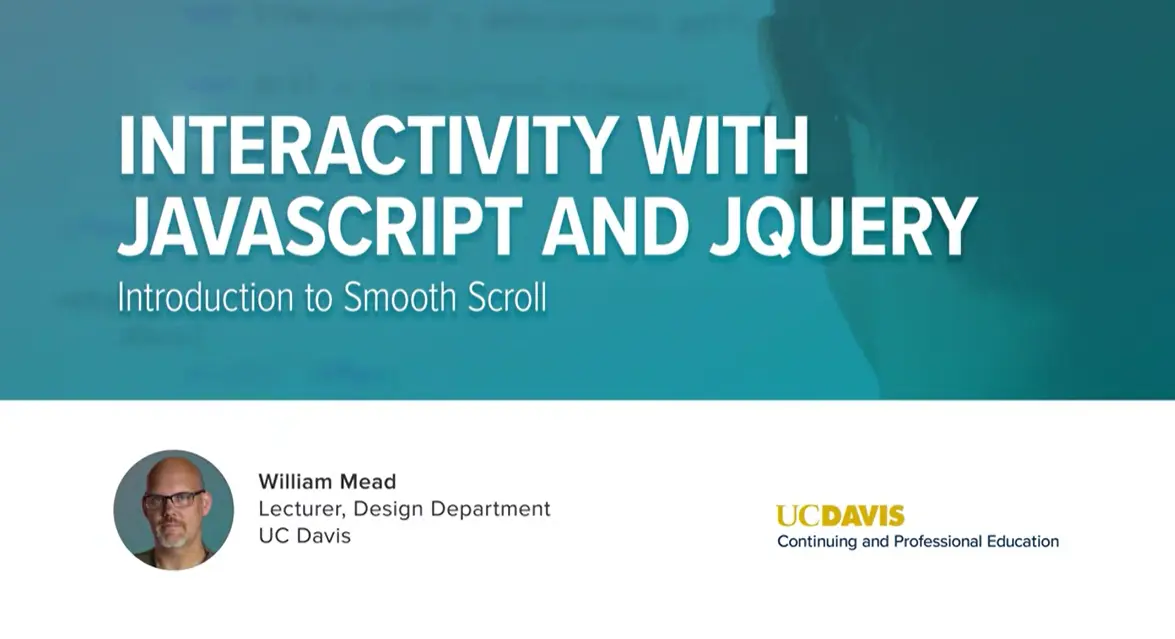 INTERACTIVITY WITH
JAVASCRIPT AND JQUERY
Introduction to Smooth Scroll
William Mead
Lecturer, Design Department
UC Davis
UCDAVIS
Continuing and Professional Education